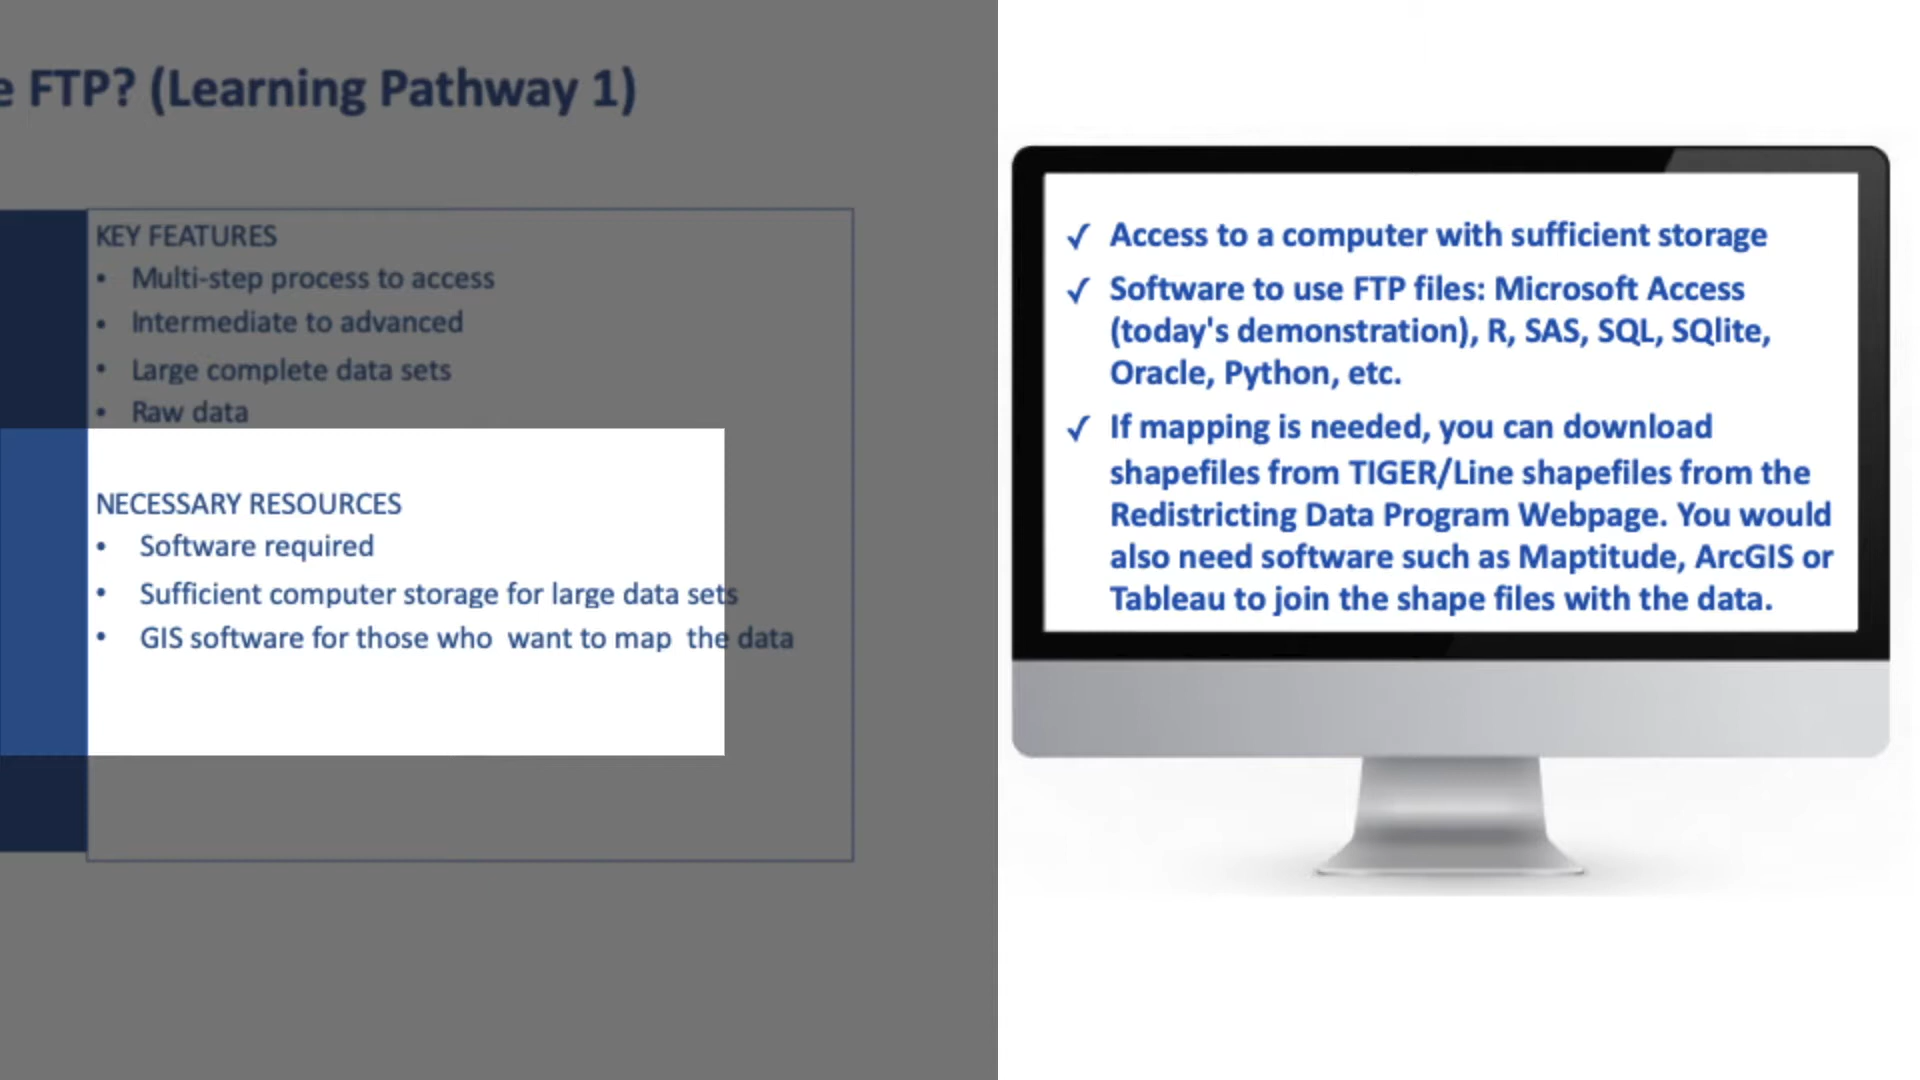 e FTP? (Learning Pathway 1)
KEY FEATURES
• Multi-step process to access
• Intermediate to advanced
• Large complete data sets
• Raw data
NECESSARY RESOURCES
• Software required
• Sufficient computer storage for large data sets
• GIS software for those who want to map the data
✓ Access to a computer with sufficient storage
✓ Software to use FTP files: Microsoft Access
(today's demonstration), R, SAS, SQL, SQlite,
Oracle, Python, etc.
✓ If mapping is needed, you can download
shapefiles from TIGER/Line shapefiles from the
Redistricting Data Program Webpage. You would
also need software such as Maptitude, ArcGIS or
Tableau to join the shape files with the data.